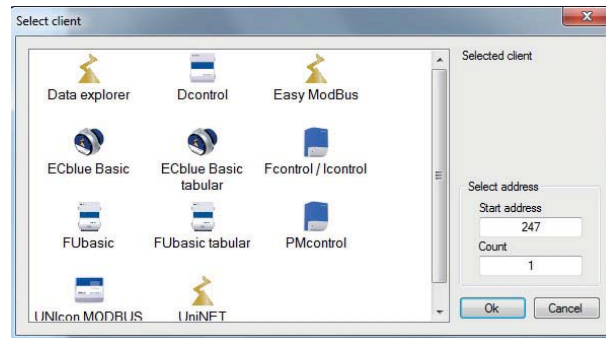 Select client
Data explorer
Dcontrol
Easy ModBus
ECblue Basic
ECblue Basic
tabular
Fcontrol / Icontrol
FUbasic
FUbasic tabular
PMcontrol
UNIcon MODBUS
UniNET
Selected client
Select address
Start address
247
Count
1
Ok
Cancel